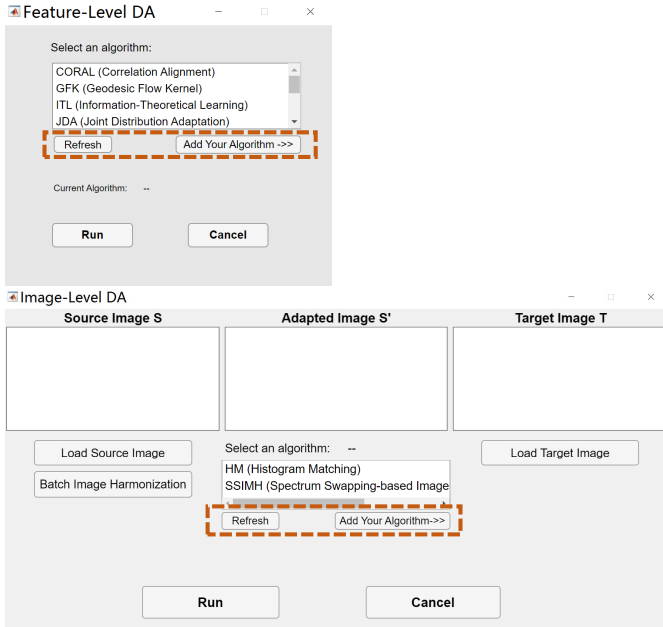 Feature-Level DA
Select an algorithm:
CORAL (Correlation Alignment)
GFK (Geodesic Flow Kernel)
ITL (Information-Theoretical Learning)
JDA (Joint Distribution Adaptation)
Refresh Add Your Algorithm ->>
Current Algorithm: --
Run Cancel
Image-Level DA
Source Image S Adapted Image S' Target Image T
Load Source Image Select an algorithm: -- Load Target Image
Batch Image Harmonization HM (Histogram Matching)
SSIMH (Spectrum Swapping-based Image
Refresh Add Your Algorithm->>
Run Cancel